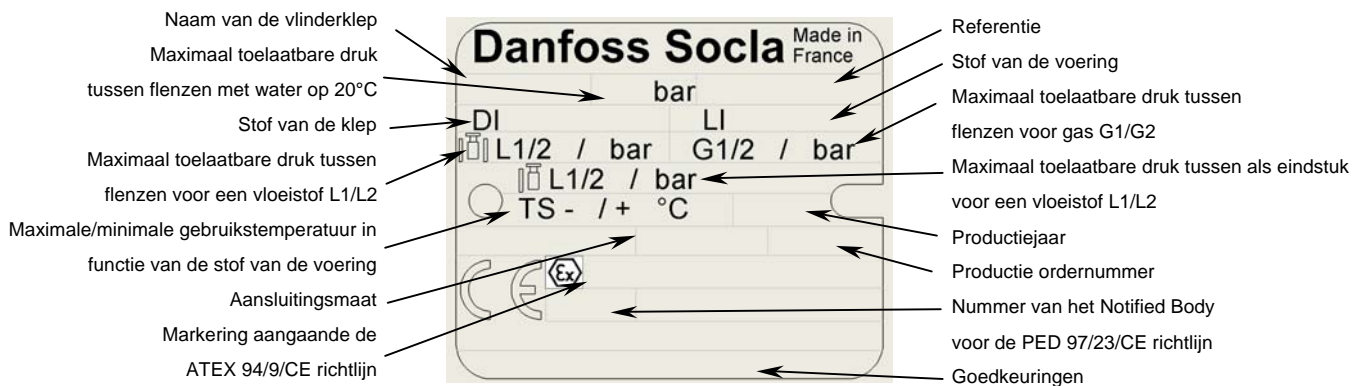 Naam van de vlinderklep
Maximaal toelaatbare druk
tussen flenzen met water op 20°C
Stof van de klep
Maximaal toelaatbare druk tussen
flenzen voor een vloeistof L1/L2
Maximale/minimale gebruikstemperatuur in
functie van de stof van de voering
Aansluitingsmaat
Markering aangaande de
ATEX 94/9/CE richtlijn
Danfoss Socla Made in
France
bar
DI LI
L1/2 / bar G1/2 / bar
L1/2 / bar
TS - / + °C
CE Ex
Referentie
Stof van de voering
Maximaal toelaatbare druk tussen
flenzen voor gas G1/G2
Maximaal toelaatbare druk tussen als eindstuk
voor een vloeistof L1/L2
Productiejaar
Productie ordernummer
Nummer van het Notified Body
voor de PED 97/23/CE richtlijn
Goedkeuringen